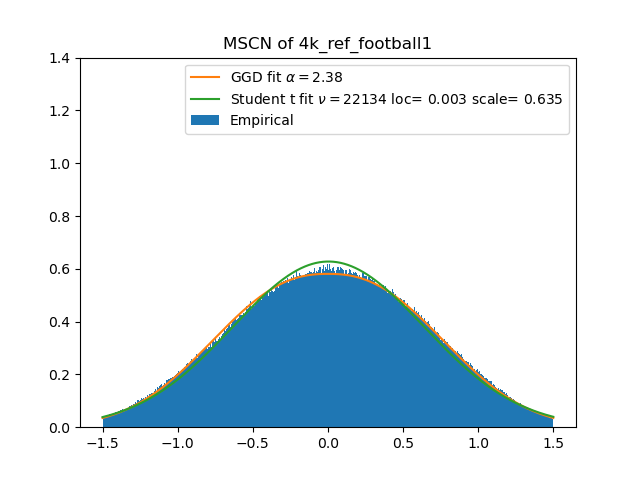 MSCN of 4k_ref_football1
GGD fit α = 2.38
Student t fit ν = 22134 loc= 0.003 scale= 0.635
Empirical
1.4
1.2
1.0
0.8
0.6
0.4
0.2
0.0
−1.5 −1.0 −0.5 0.0 0.5 1.0 1.5